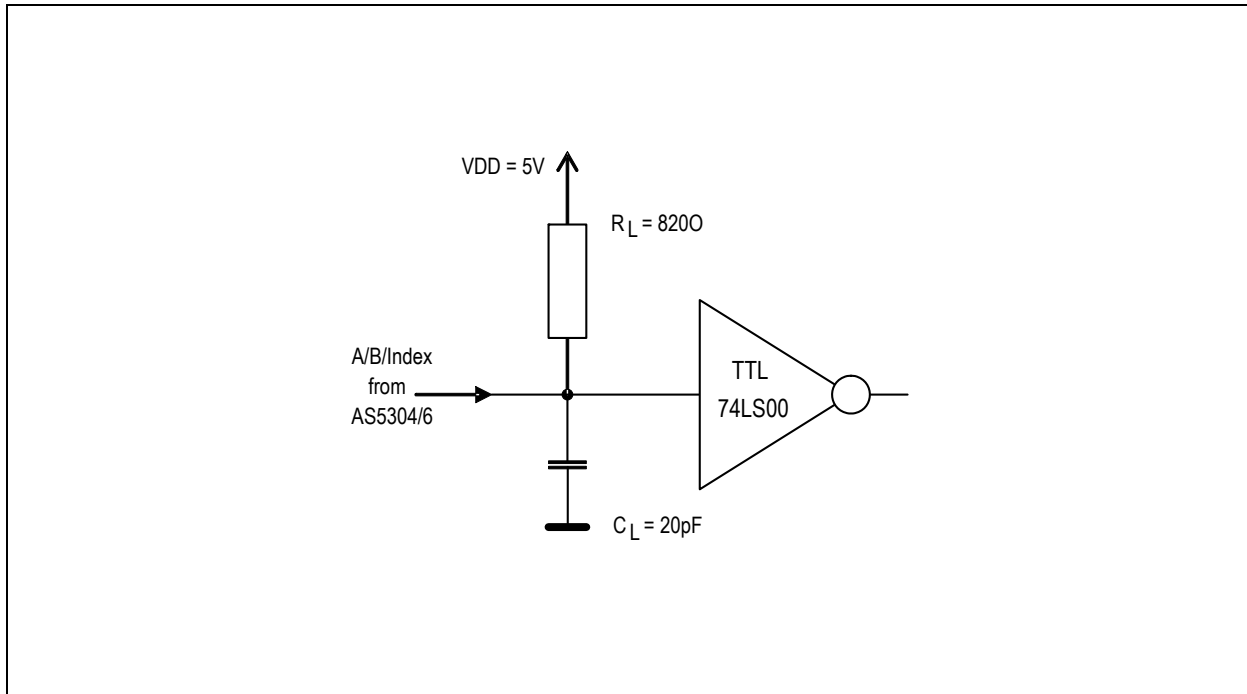 VDD = 5V
R L = 820O
A/B/Index
from
AS5304/6
TTL
74LS00
C L = 20pF